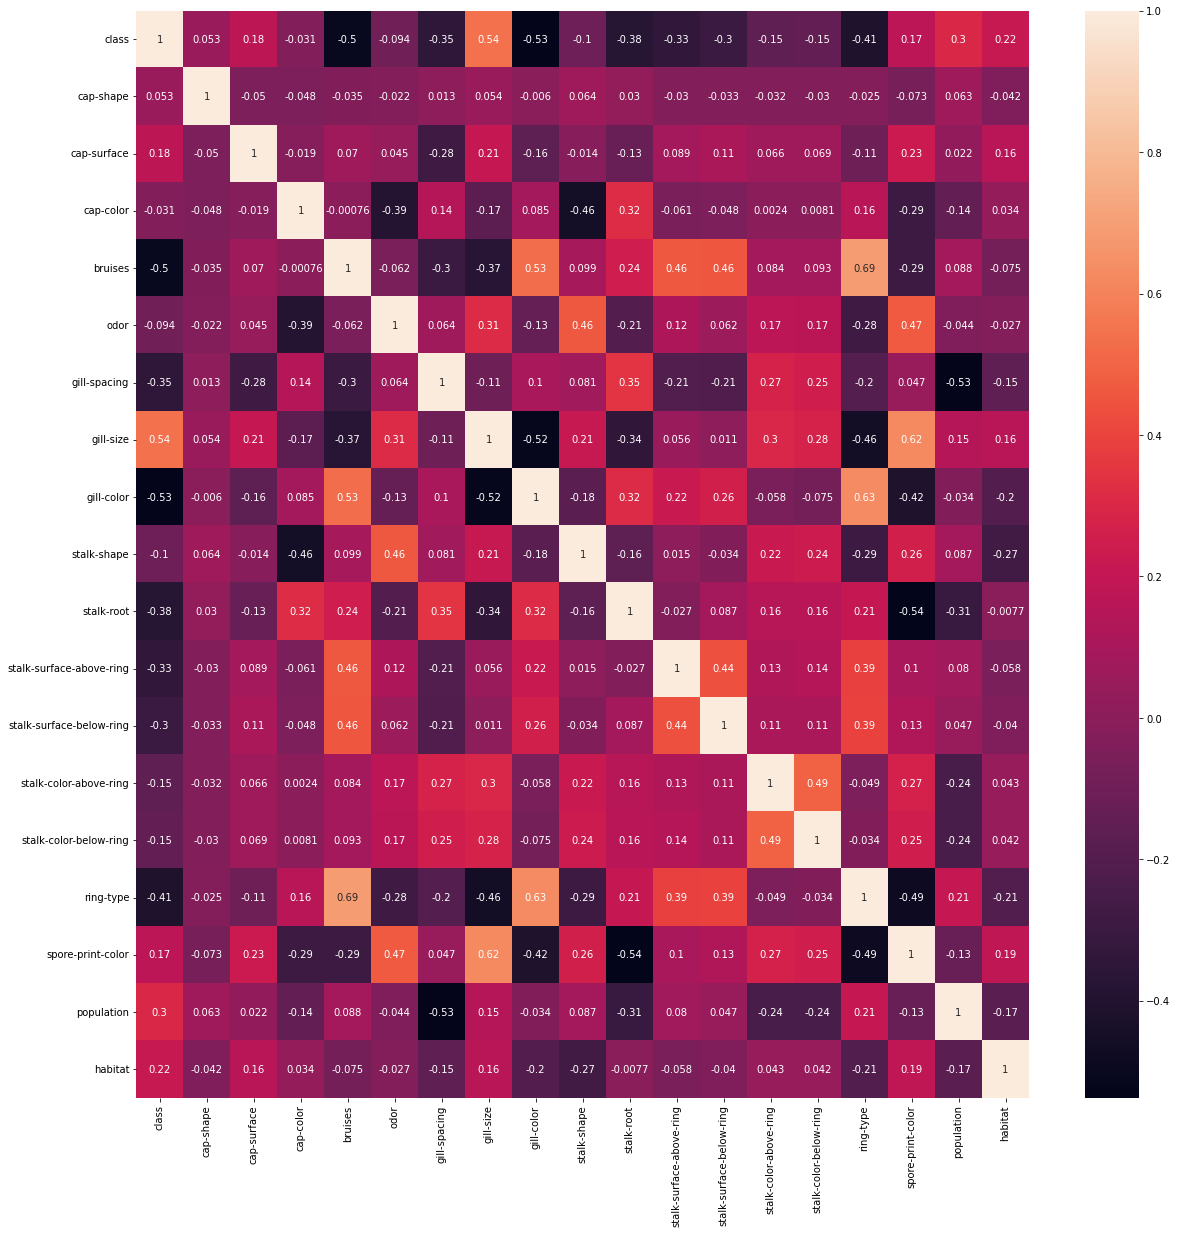 class 1 0.053 0.18 -0.031 -0.5 -0.094 -0.35 0.54 -0.53 -0.1 -0.38 -0.33 -0.3 -0.15 -0.15 -0.41 0.17 0.3 0.22
cap-shape 0.053 1 -0.05 -0.048 -0.035 -0.022 0.013 0.054 -0.006 0.064 0.03 -0.03 -0.033 -0.032 -0.03 -0.025 -0.073 0.063 -0.042
cap-surface 0.18 -0.05 1 -0.019 0.07 0.045 -0.28 0.21 -0.16 -0.014 -0.13 0.089 0.11 0.066 0.069 -0.11 0.23 0.022 0.16
cap-color -0.031 -0.048 -0.019 1 -0.00076 -0.39 0.14 -0.17 0.085 -0.46 0.32 -0.061 -0.048 0.0024 0.0081 0.16 -0.29 -0.14 0.034
bruises -0.5 -0.035 0.07 -0.00076 1 -0.062 -0.3 -0.37 0.53 0.099 0.24 0.46 0.46 0.084 0.093 0.69 -0.29 0.088 -0.075
odor -0.094 -0.022 0.045 -0.39 -0.062 1 0.064 0.31 -0.13 0.46 -0.21 0.12 0.062 0.17 0.17 -0.28 0.47 -0.044 -0.027
gill-spacing -0.35 0.013 -0.28 0.14 -0.3 0.064 1 -0.11 0.1 0.081 0.35 -0.21 -0.21 0.27 0.25 -0.2 0.047 -0.53 -0.15
gill-size 0.54 0.054 0.21 -0.17 -0.37 0.31 -0.11 1 -0.52 0.21 -0.34 0.056 0.011 0.3 0.28 -0.46 0.62 0.15 0.16
gill-color -0.53 -0.006 -0.16 0.085 0.53 -0.13 0.1 -0.52 1 -0.18 0.32 0.22 0.26 -0.058 -0.075 0.63 -0.42 -0.034 -0.2
stalk-shape -0.1 0.064 -0.014 -0.46 0.099 0.46 0.081 0.21 -0.18 1 -0.16 0.015 -0.034 0.22 0.24 -0.29 0.26 0.087 -0.27
stalk-root -0.38 0.03 -0.13 0.32 0.24 -0.21 0.35 -0.34 0.32 -0.16 1 -0.027 0.087 0.16 0.16 0.21 -0.54 -0.31 -0.0077
stalk-surface-above-ring -0.33 -0.03 0.089 -0.061 0.46 0.12 -0.21 0.056 0.22 0.015 -0.027 1 0.44 0.13 0.14 0.39 0.1 0.08 -0.058
stalk-surface-below-ring -0.3 -0.033 0.11 -0.048 0.46 0.062 -0.21 0.011 0.26 -0.034 0.087 0.44 1 0.11 0.11 0.39 0.13 0.047 -0.04
stalk-color-above-ring -0.15 -0.032 0.066 0.0024 0.084 0.17 0.27 0.3 -0.058 0.22 0.16 0.13 0.11 1 0.49 -0.049 0.27 -0.24 0.043
stalk-color-below-ring -0.15 -0.03 0.069 0.0081 0.093 0.17 0.25 0.28 -0.075 0.24 0.16 0.14 0.11 0.49 1 -0.034 0.25 -0.24 0.042
ring-type -0.41 -0.025 -0.11 0.16 0.69 -0.28 -0.2 -0.46 0.63 -0.29 0.21 0.39 0.39 -0.049 -0.034 1 -0.49 0.21 -0.21
spore-print-color 0.17 -0.073 0.23 -0.29 -0.29 0.47 0.047 0.62 -0.42 0.26 -0.54 0.1 0.13 0.27 0.25 -0.49 1 -0.13 0.19
population 0.3 0.063 0.022 -0.14 0.088 -0.044 -0.53 0.15 -0.034 0.087 -0.31 0.08 0.047 -0.24 -0.24 0.21 -0.13 1 -0.17
habitat 0.22 -0.042 0.16 0.034 -0.075 -0.027 -0.15 0.16 -0.2 -0.27 -0.0077 -0.058 -0.04 0.043 0.042 -0.21 0.19 -0.17 1
class cap-shape cap-surface cap-color bruises odor gill-spacing gill-size gill-color stalk-shape stalk-root stalk-surface-above-ring stalk-surface-below-ring stalk-color-above-ring stalk-color-below-ring ring-type spore-print-color population habitat
1.0
0.8
0.6
0.4
0.2
0.0
−0.2
−0.4